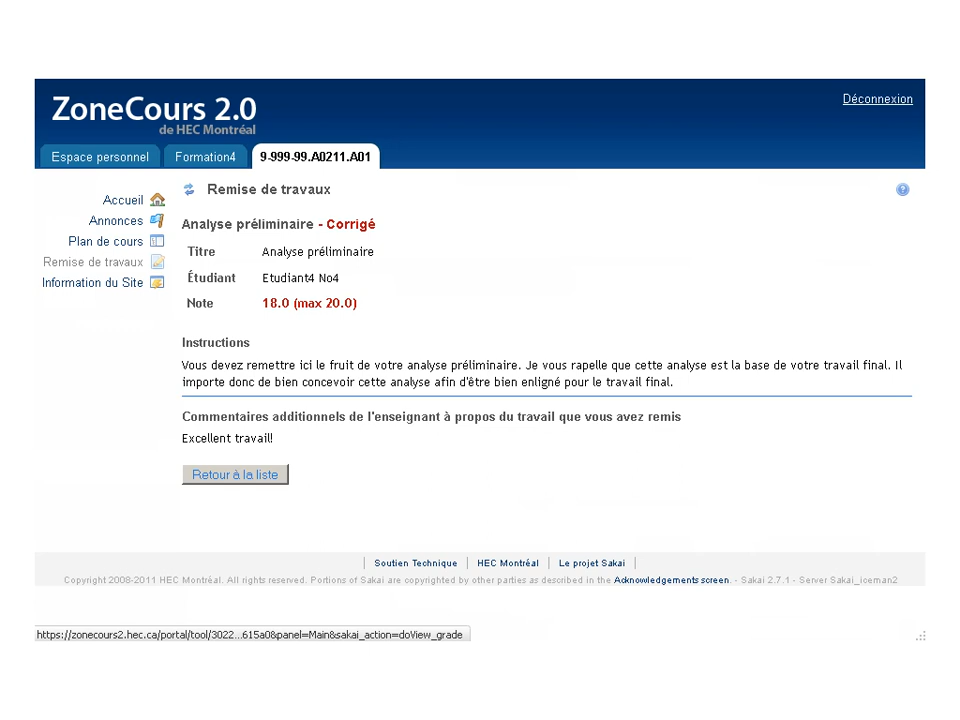 ZoneCours 2.0
de HEC Montréal
Déconnexion
Espace personnel
Formation4
9-999-99.A0211.A01
Accueil
Annonces
Plan de cours
Remise de travaux
Information du Site
Remise de travaux
Analyse préliminaire - Corrigé
Titre Analyse préliminaire
Étudiant Etudiant4 No4
Note 18.0 (max 20.0)
Instructions
Vous devez remettre ici le fruit de votre analyse préliminaire. Je vous rapelle que cette analyse est la base de votre travail final. Il
importe donc de bien concevoir cette analyse afin d'être bien enligné pour le travail final.
Commentaires additionnels de l'enseignant à propos du travail que vous avez remis
Excellent travail!
Retour à la liste
Soutien Technique | HEC Montréal | Le projet Sakai
Copyright 2008-2011 HEC Montréal. All rights reserved. Portions of Sakai are copyrighted by other parties as described in the Acknowledgements screen. - Sakai 2.7.1 - Server Sakai_iceman2
https://zonecours2.hec.ca/portal/tool/3022...615a0&panel=Main&sakai_action=doView_grade